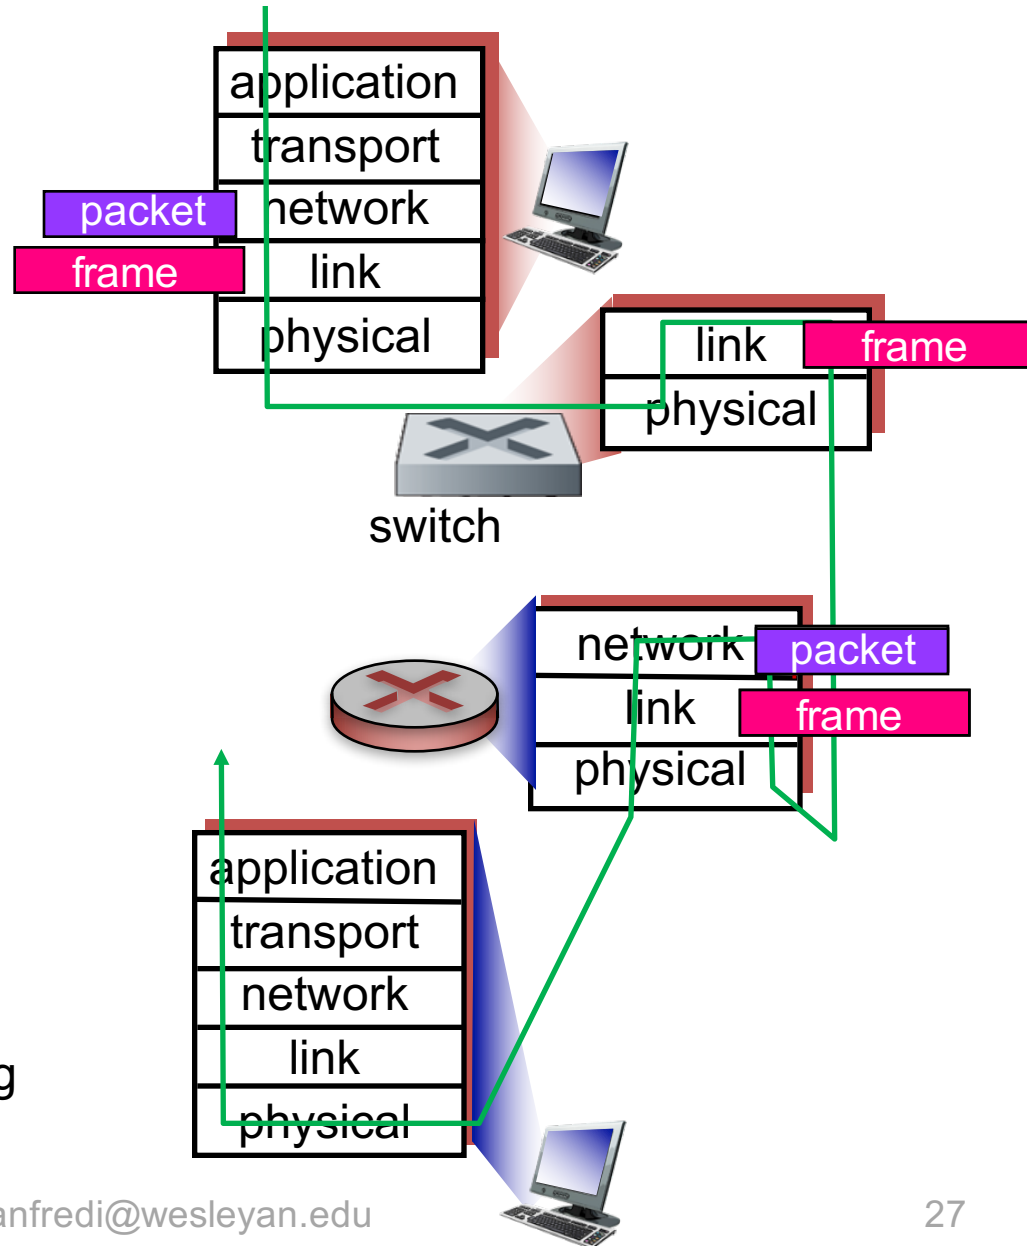 application
transport
packet network
frame link
physical
link frame
physical
switch
network packet
link frame
physical
application
transport
network
link
g
physical
anfredi@wesleyan.edu 27